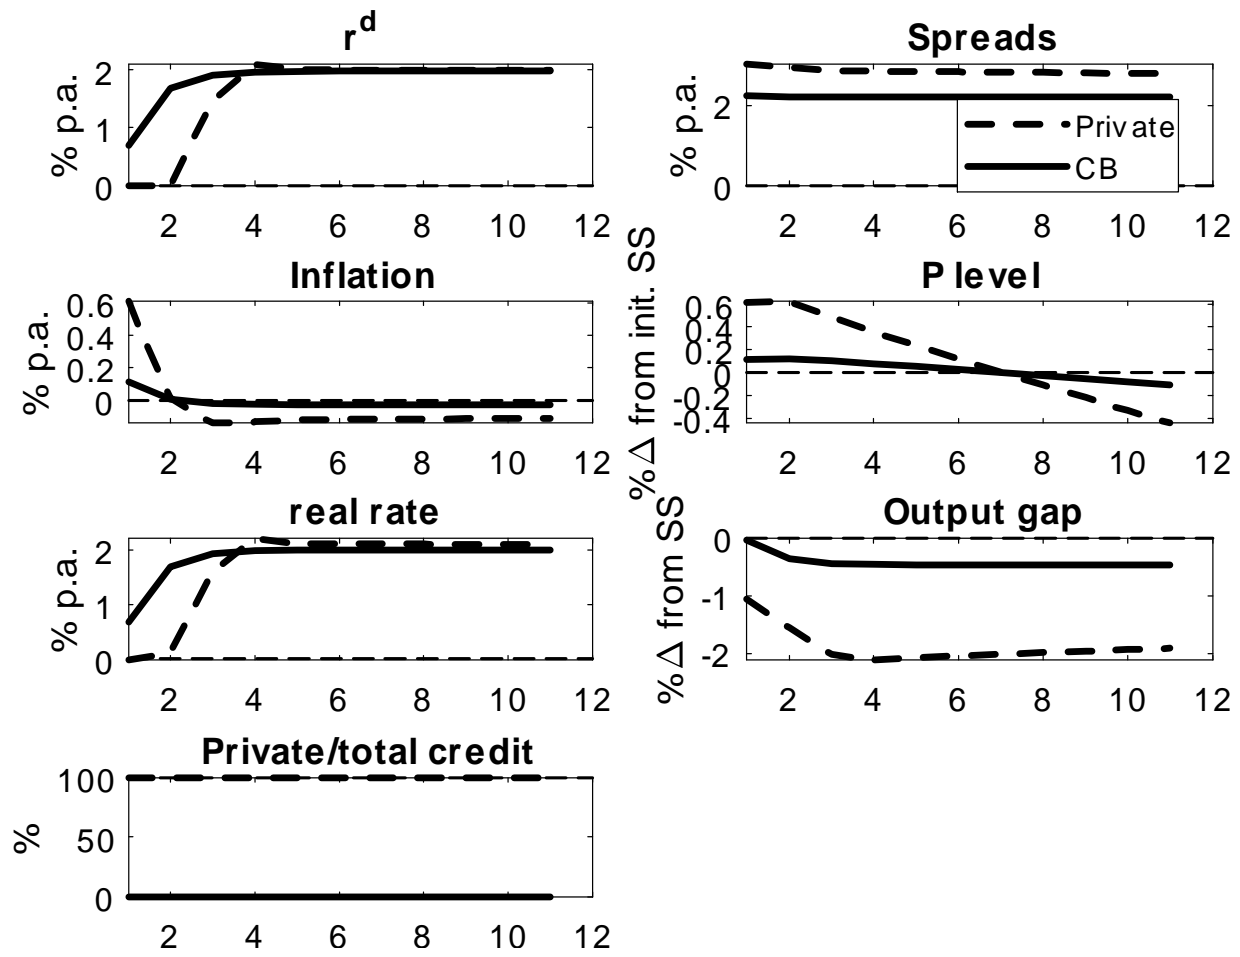 r^d
% p.a.
2
1
0
2 4 6 8 10 12
Spreads
% p.a.
2
0
Private
CB
2 4 6 8 10 12
Inflation
% p.a.
0.6
0.4
0.2
0
2 4 6 8 10 12
P level
%Δ from init. SS
0.6
0.4
0.2
0
-0.2
-0.4
2 4 6 8 10 12
real rate
% p.a.
2
1
0
2 4 6 8 10 12
Output gap
%Δ from SS
0
-1
-2
2 4 6 8 10 12
Private/total credit
%
100
50
0
2 4 6 8 10 12